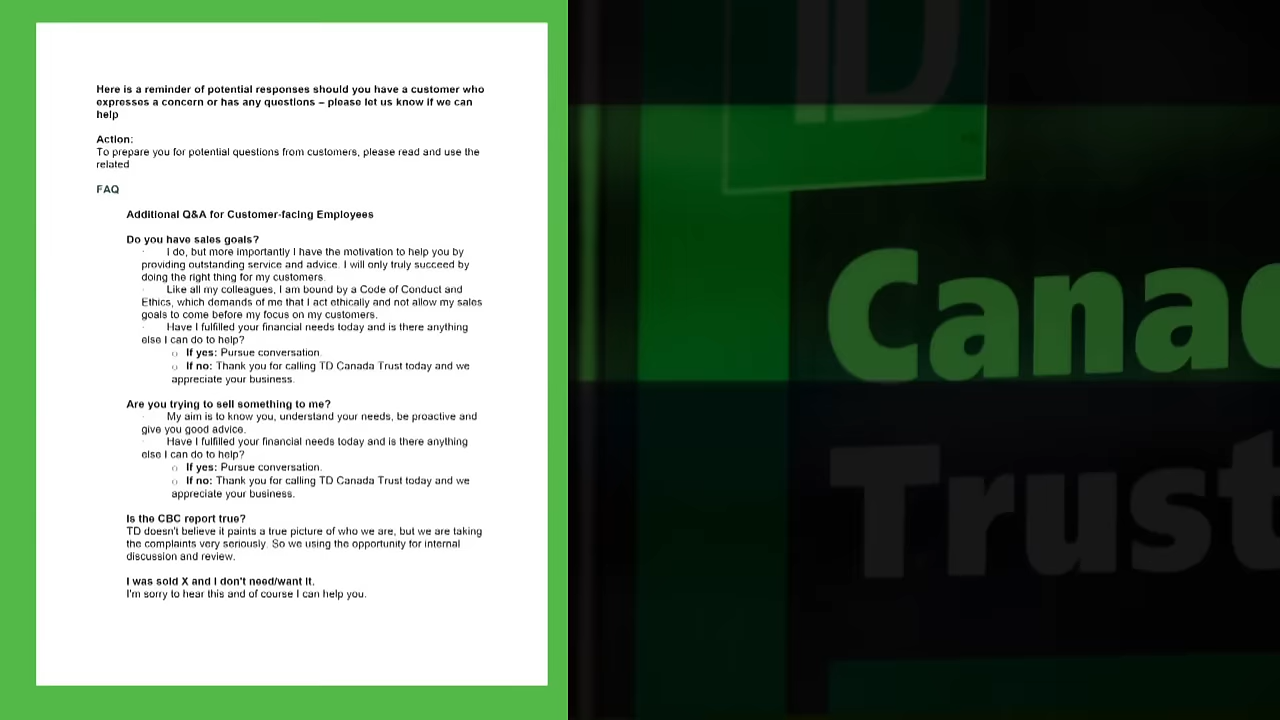 Here is a reminder of potential responses should you have a customer who
expresses a concern or has any questions – please let us know if we can
help
Action:
To prepare you for potential questions from customers, please read and use the
related
FAQ
Additional Q&A for Customer-facing Employees
Do you have sales goals?
· I do, but more importantly I have the motivation to help you by
providing outstanding service and advice. I will only truly succeed by
doing the right thing for my customers.
· Like all my colleagues, I am bound by a Code of Conduct and
Ethics, which demands of me that I act ethically and not allow my sales
goals to come before my focus on my customers.
· Have I fulfilled your financial needs today and is there anything
else I can do to help?
o If yes: Pursue conversation.
o If no: Thank you for calling TD Canada Trust today and we
appreciate your business.
Are you trying to sell something to me?
· My aim is to know you, understand your needs, be proactive and
give you good advice.
· Have I fulfilled your financial needs today and is there anything
else I can do to help?
o If yes: Pursue conversation.
o If no: Thank you for calling TD Canada Trust today and we
appreciate your business.
Is the CBC report true?
TD doesn't believe it paints a true picture of who we are, but we are taking
the complaints very seriously. So we using the opportunity for internal
discussion and review.
I was sold X and I don't need/want it.
I'm sorry to hear this and of course I can help you.
TD
Canad
Trust